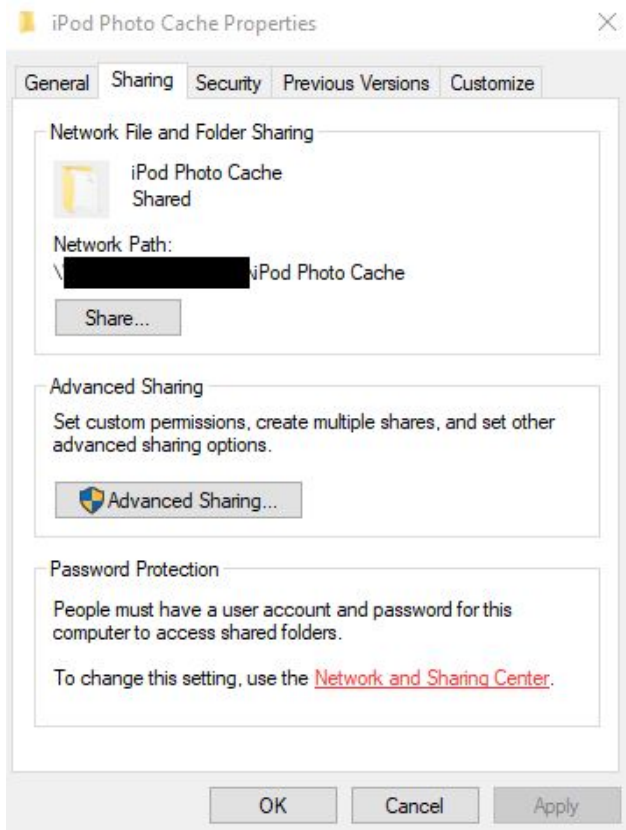 iPod Photo Cache Properties
General Sharing Security Previous Versions Customize
Network File and Folder Sharing
iPod Photo Cache
Shared
Network Path:
\ iPod Photo Cache
Share...
Advanced Sharing
Set custom permissions, create multiple shares, and set other
advanced sharing options.
Advanced Sharing...
Password Protection
People must have a user account and password for this
computer to access shared folders.
To change this setting, use the Network and Sharing Center.
OK Cancel Apply